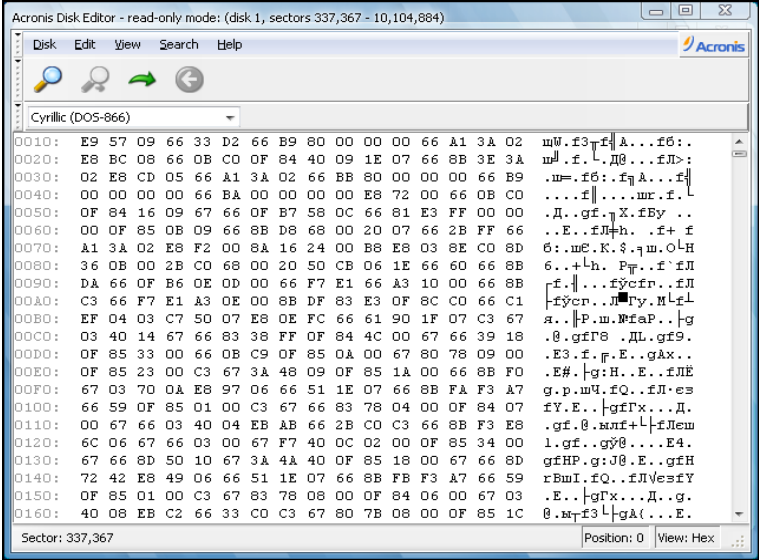 Acronis Disk Editor - read-only mode: (disk 1, sectors 337,367 - 10,104,884)
Disk Edit View Search Help
Acronis
Cyrillic (DOS-866)
0010: E9 57 09 66 33 D2 66 B9 80 00 00 00 66 A1 3A 02
0020: E8 BC 08 66 0B C0 0F 84 40 09 1E 07 66 8B 3E 3A
0030: 02 E8 CD 05 66 A1 3A 02 66 BB 80 00 00 00 66 B9
0040: 00 00 00 00 66 BA 00 00 00 00 E8 72 00 66 0B C0
0050: 0F 84 16 09 67 66 0F B7 58 0C 66 81 E3 FF 00 00
0060: 00 0F 85 0B 09 66 8B D8 68 00 20 07 66 2B FF 66
0070: A1 3A 02 E8 F2 00 8A 16 24 00 B8 E8 03 8E C0 8D
0080: 36 0B 00 2B C0 68 00 20 50 CB 06 1E 66 60 66 8B
0090: DA 66 0F B6 0E 0D 00 66 F7 E1 66 A3 10 00 66 8B
00A0: C3 66 F7 E1 A3 0E 00 8B DF 83 E3 0F 8C C0 66 C1
00B0: EF 04 03 C7 50 07 E8 0E FC 66 61 90 1F 07 C3 67
00C0: 03 40 14 67 66 83 38 FF 0F 84 4C 00 67 66 39 18
00D0: 0F 85 33 00 66 0B C9 0F 85 0A 00 67 80 78 09 00
00E0: 0F 85 23 00 C3 67 3A 48 09 0F 85 1A 00 66 8B F0
00F0: 67 03 70 0A E8 97 06 66 51 1E 07 66 8B FA F3 A7
0100: 66 59 0F 85 01 00 C3 67 66 83 78 04 00 0F 84 07
0110: 00 67 66 03 40 04 EB AB 66 2B C0 C3 66 8B F3 E8
0120: 6C 06 67 66 03 00 67 F7 40 0C 02 00 0F 85 34 00
0130: 67 66 8D 50 10 67 3A 4A 40 0F 85 18 00 67 66 8D
0140: 72 42 E8 49 06 66 51 1E 07 66 8B FB F3 A7 66 59
0150: 0F 85 01 00 C3 67 83 78 08 00 0F 84 06 00 67 03
0160: 40 08 EB C2 66 33 C0 C3 67 80 7B 08 00 0F 85 1C
Sector: 337,367
Position: 0 View: Hex